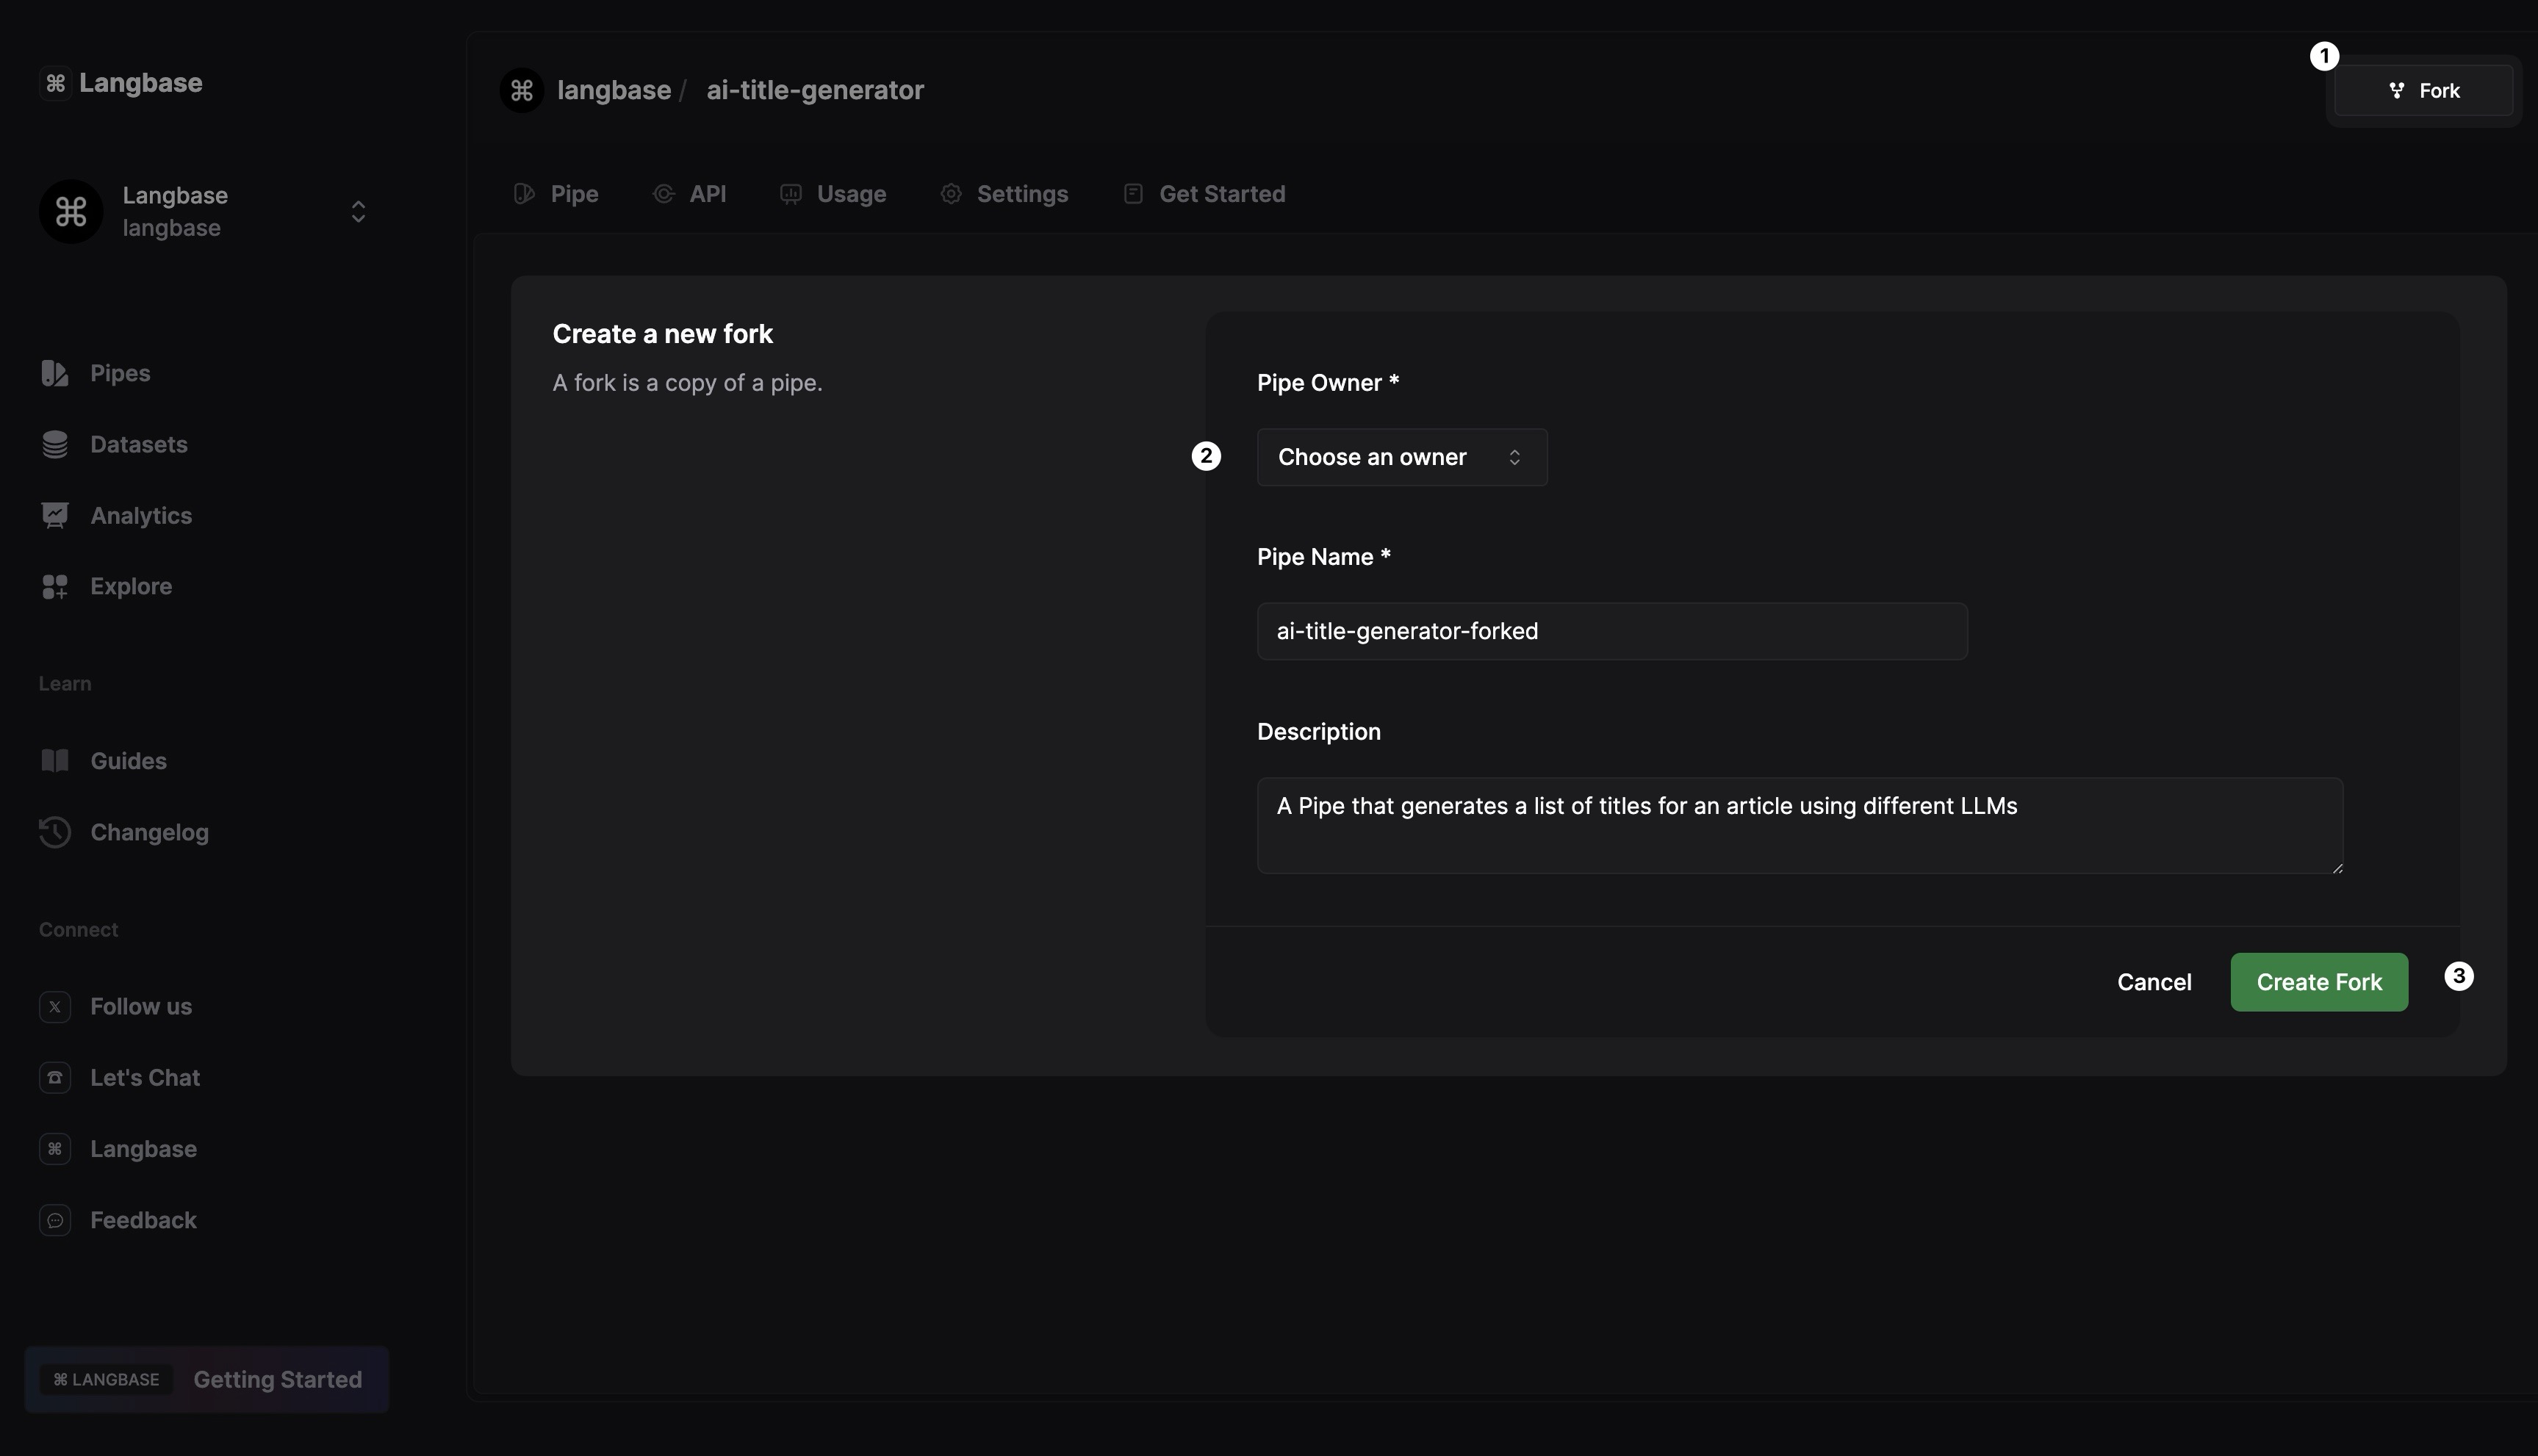 ⌘ Langbase
Langbase
langbase
Pipes
Datasets
Analytics
Explore
Learn
Guides
Changelog
Connect
Follow us
Let's Chat
Langbase
Feedback
⌘ LANGBASE Getting Started
langbase / ai-title-generator
1
Fork
Pipe API Usage Settings Get Started
Create a new fork
A fork is a copy of a pipe.
Pipe Owner *
2
Choose an owner
Pipe Name *
ai-title-generator-forked
Description
A Pipe that generates a list of titles for an article using different LLMs
Cancel Create Fork 3